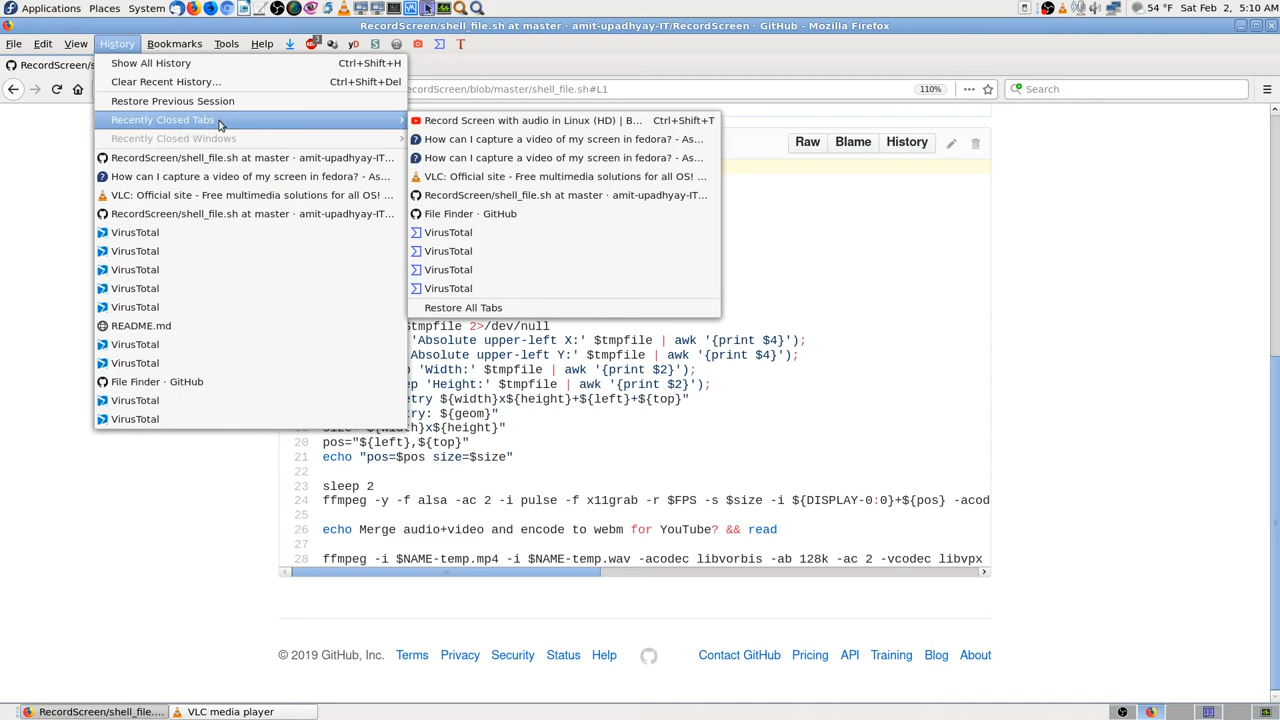 Applications Places System 54 °F Sat Feb 2, 5:10 AM
RecordScreen/shell_file.sh at master · amit-upadhyay-IT/RecordScreen · GitHub - Mozilla Firefox
File Edit View History Bookmarks Tools Help
RecordScreen/s
ecordScreen/blob/master/shell_file.sh#L1 110% Search
Show All History Ctrl+Shift+H
Clear Recent History... Ctrl+Shift+Del
Restore Previous Session
Recently Closed Tabs
Recently Closed Windows
RecordScreen/shell_file.sh at master · amit-upadhyay-IT...
How can I capture a video of my screen in fedora? - As...
VLC: Official site - Free multimedia solutions for all OS! ...
RecordScreen/shell_file.sh at master · amit-upadhyay-IT...
VirusTotal
VirusTotal
VirusTotal
VirusTotal
VirusTotal
README.md
VirusTotal
VirusTotal
File Finder · GitHub
VirusTotal
VirusTotal
Record Screen with audio in Linux (HD) | B... Ctrl+Shift+T
How can I capture a video of my screen in fedora? - As...
How can I capture a video of my screen in fedora? - As...
VLC: Official site - Free multimedia solutions for all OS! ...
RecordScreen/shell_file.sh at master · amit-upadhyay-IT...
File Finder · GitHub
VirusTotal
VirusTotal
VirusTotal
VirusTotal
Restore All Tabs
Raw Blame History
$tmpfile 2>/dev/null
'Absolute upper-left X:' $tmpfile | awk '{print $4}');
'Absolute upper-left Y:' $tmpfile | awk '{print $4}');
p 'Width:' $tmpfile | awk '{print $2}');
ep 'Height:' $tmpfile | awk '{print $2}');
etry ${width}x${height}+${left}+${top}"
etry: ${geom}"
19 size="${width}x${height}"
20 pos="${left},${top}"
21 echo "pos=$pos size=$size"
22
23 sleep 2
24 ffmpeg -y -f alsa -ac 2 -i pulse -f x11grab -r $FPS -s $size -i ${DISPLAY-0:0}+${pos} -acod
25
26 echo Merge audio+video and encode to webm for YouTube? && read
27
28 ffmpeg -i $NAME-temp.mp4 -i $NAME-temp.wav -acodec libvorbis -ab 128k -ac 2 -vcodec libvpx
© 2019 GitHub, Inc. Terms Privacy Security Status Help Contact GitHub Pricing API Training Blog About
RecordScreen/shell_file.... VLC media player